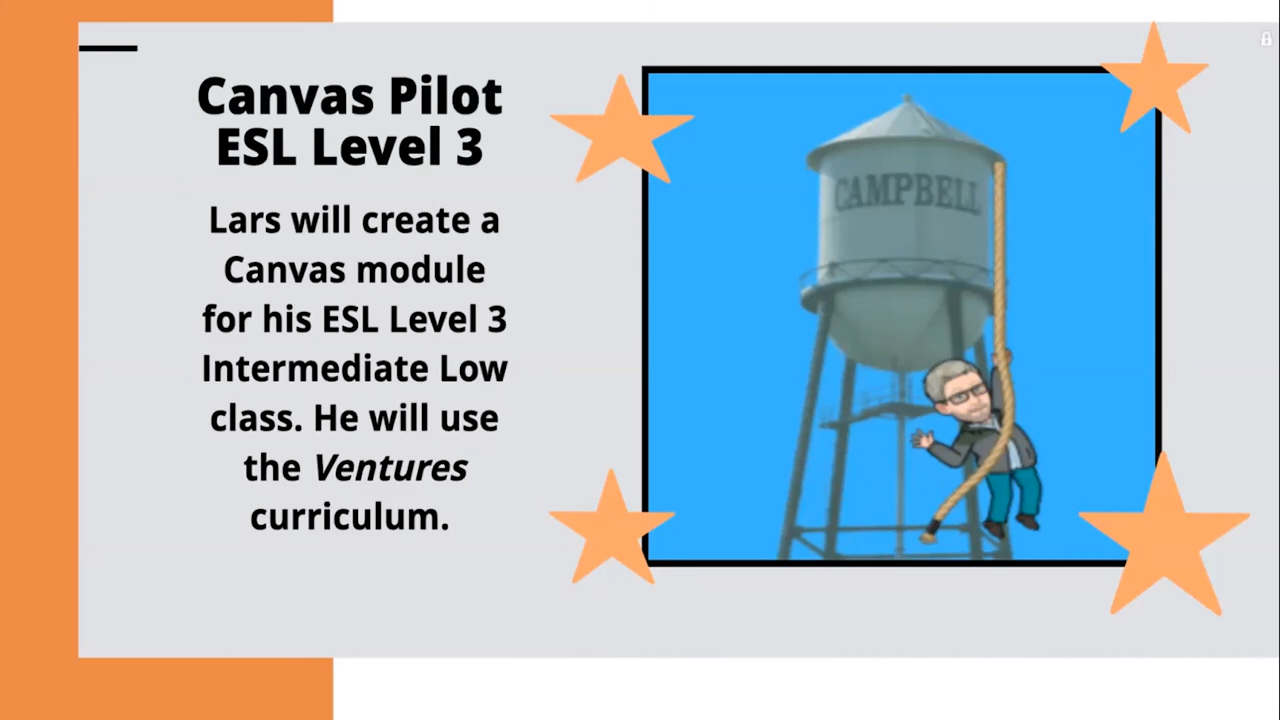 Canvas Pilot
ESL Level 3
Lars will create a
Canvas module
for his ESL Level 3
Intermediate Low
class. He will use
the Ventures
curriculum.
CAMPBELL